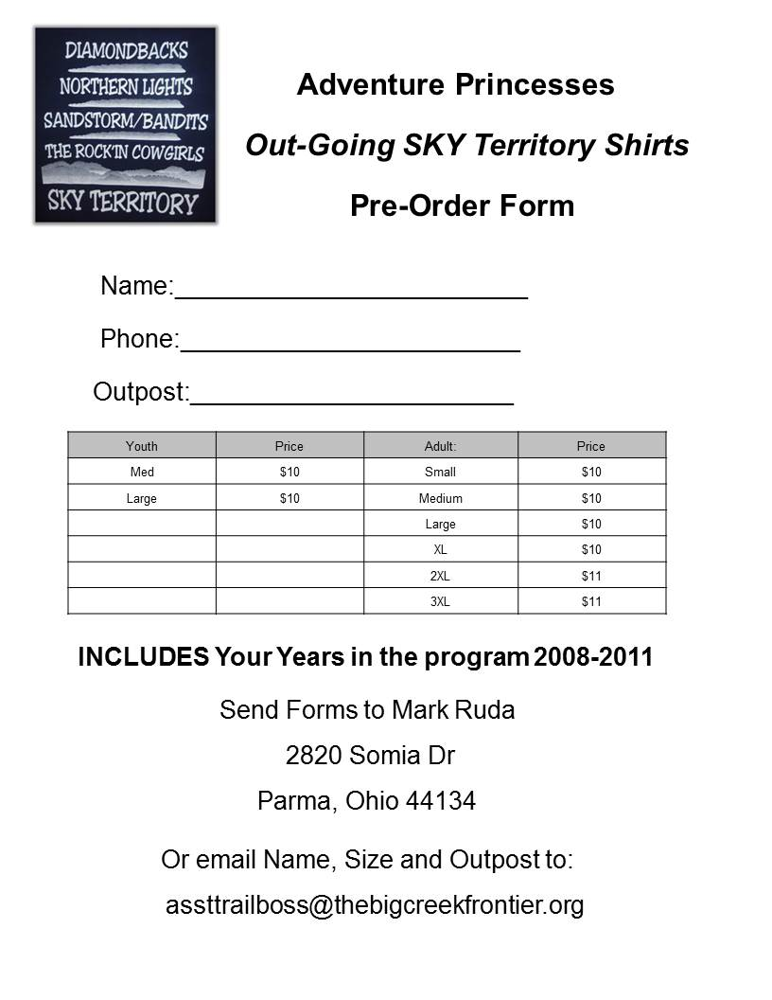 DIAMONDBACKS
NORTHERN LIGHTS
SANDSTORM/BANDITS
THE ROCK'IN COWGIRLS
SKY TERRITORY
Adventure Princesses
Out-Going SKY Territory Shirts
Pre-Order Form
Name:_________________________
Phone:________________________
Outpost:_______________________
Youth Price Adult: Price
Med $10 Small $10
Large $10 Medium $10
Large $10
XL $10
2XL $11
3XL $11
INCLUDES Your Years in the program 2008-2011
Send Forms to Mark Ruda
2820 Somia Dr
Parma, Ohio 44134
Or email Name, Size and Outpost to:
assttrailboss@thebigcreekfrontier.org